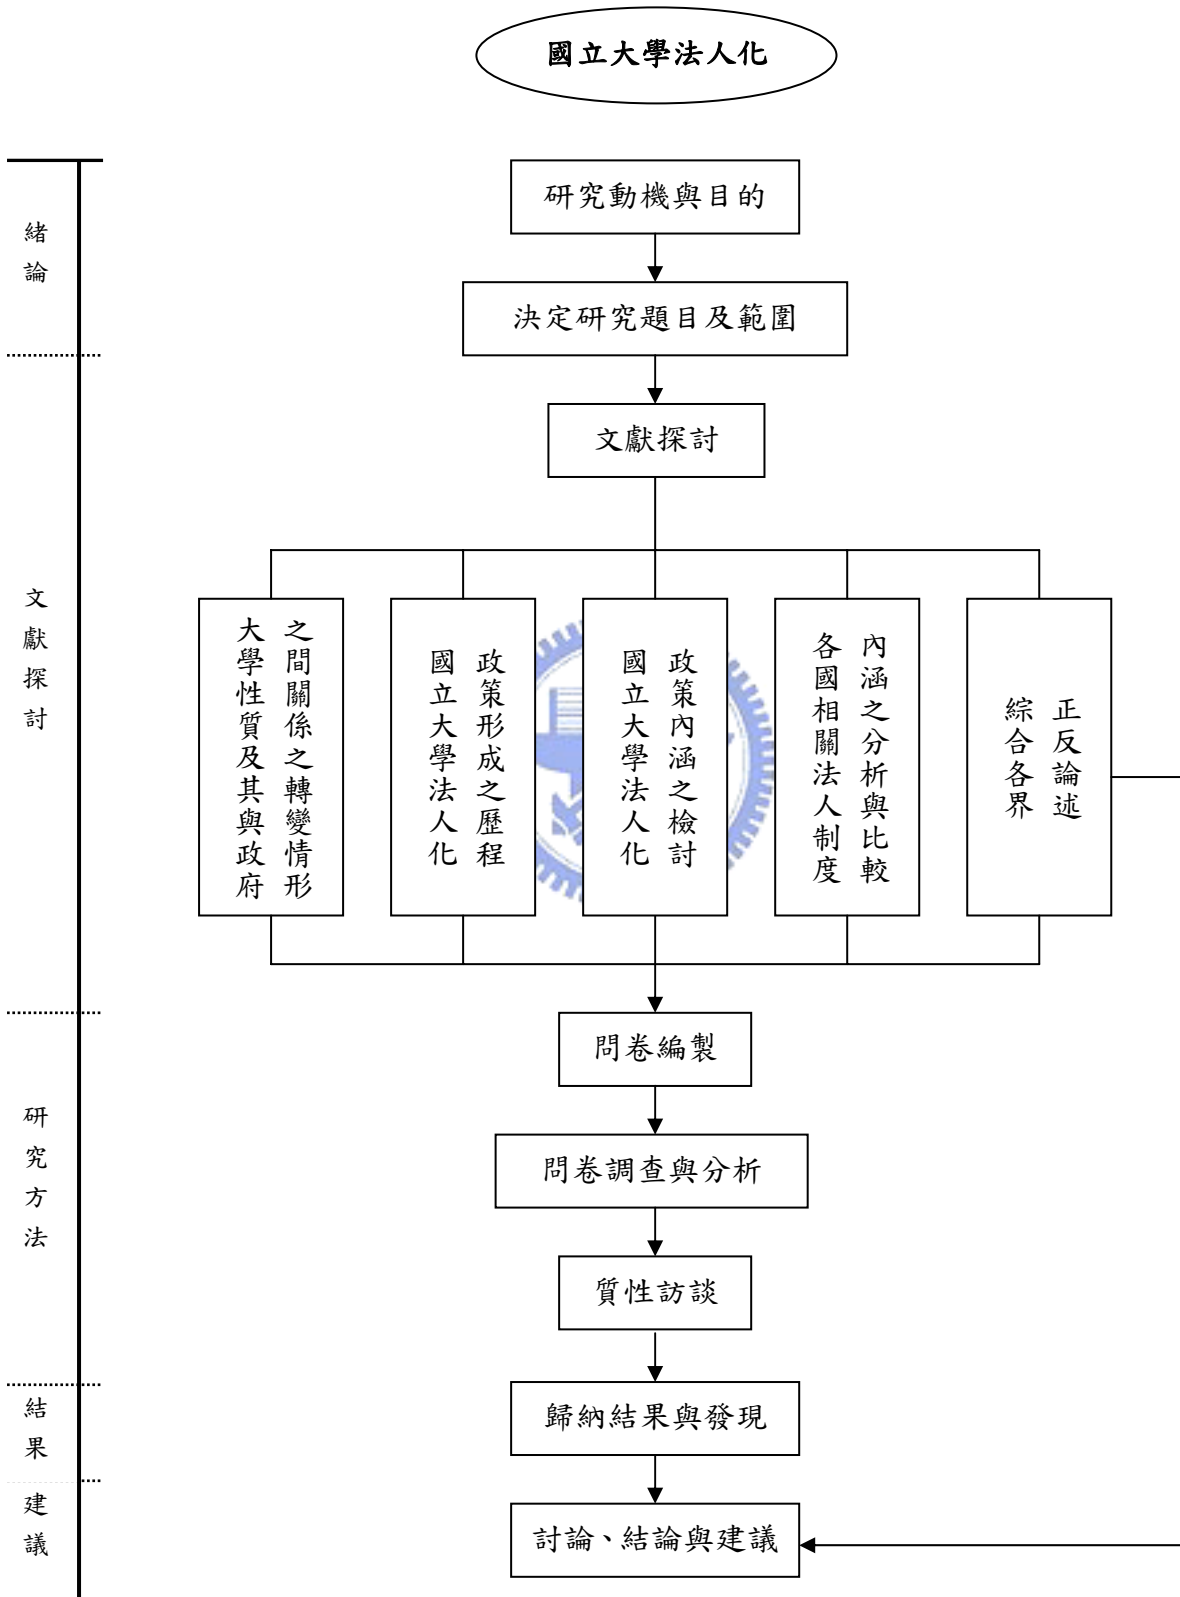 國立大學法人化
緒論
研究動機與目的
決定研究題目及範圍
文獻探討
文獻探討
大學性質及其與政府
之間關係之轉變情形
國立大學法人化
政策形成之歷程
國立大學法人化
政策內涵之檢討
各國相關法人制度
內涵之分析與比較
綜合各界
正反論述
研究方法
問卷編製
問卷調查與分析
質性訪談
結果
歸納結果與發現
建議
討論、結論與建議